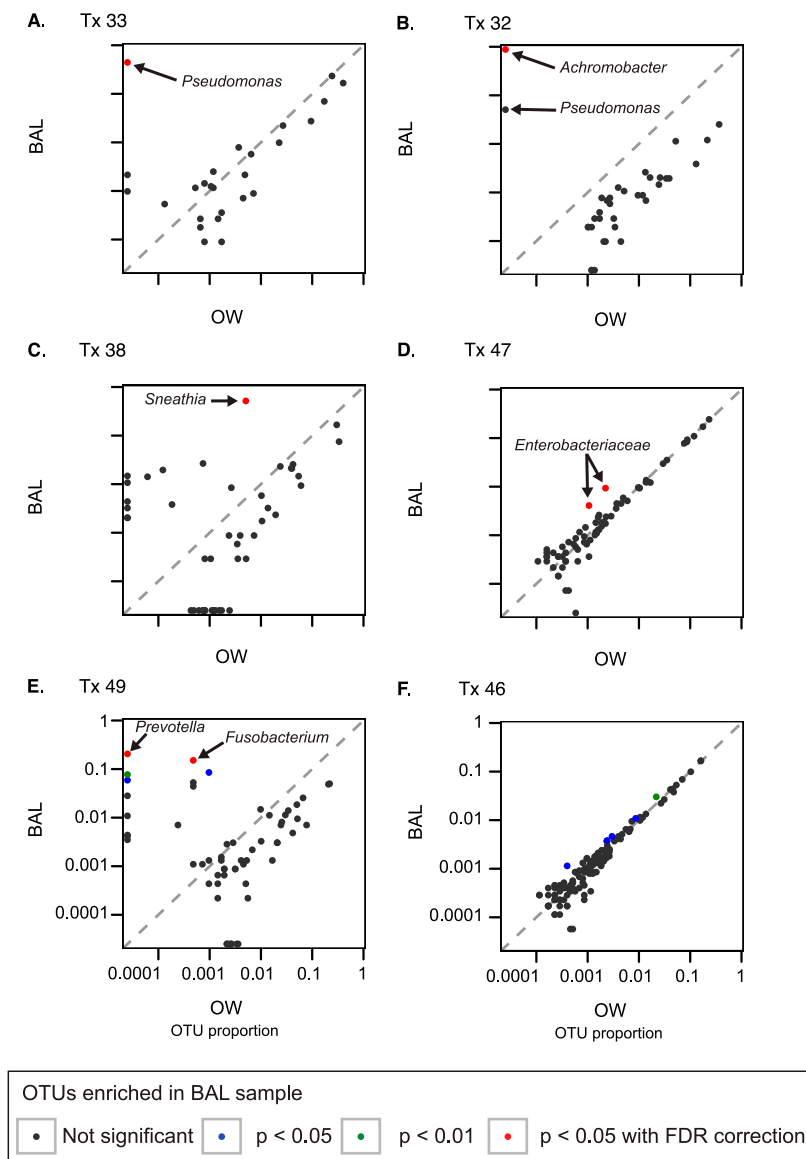 A. Tx 33
B. Tx 32
Pseudomonas
Achromobacter
Pseudomonas
BAL
BAL
OW
OW
C. Tx 38
D. Tx 47
Sneathia
Enterobacteriaceae
BAL
BAL
OW
OW
E. Tx 49
F. Tx 46
Prevotella
Fusobacterium
1
0.1
0.01
0.001
0.0001
BAL
1
0.1
0.01
0.001
0.0001
BAL
0.0001 0.001 0.01 0.1 1
0.0001 0.001 0.01 0.1 1
OW
OW
OTU proportion
OTU proportion
OTUs enriched in BAL sample
Not significant p < 0.05 p < 0.01 p < 0.05 with FDR correction